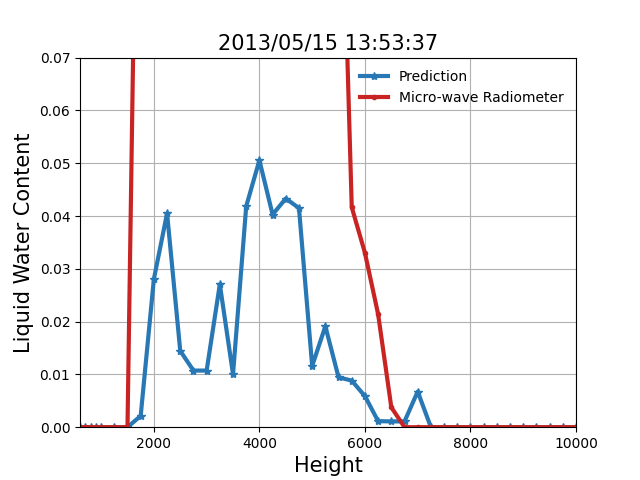 2013/05/15 13:53:37
0.07
0.06
0.05
0.04
0.03
0.02
0.01
0.00
Liquid Water Content
Prediction
Micro-wave Radiometer
2000 4000 6000 8000 10000
Height